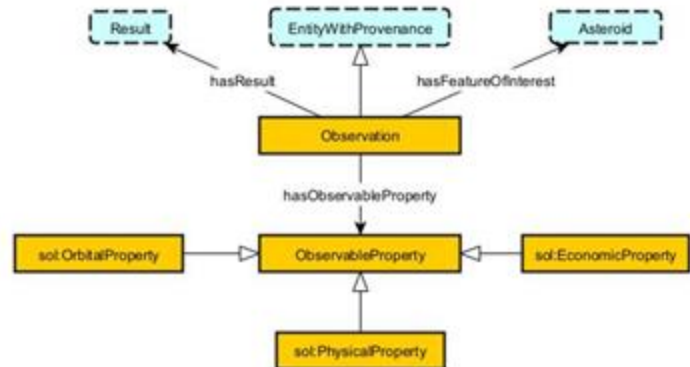 Result
EntityWithProvenance
Asteroid
hasResult
hasFeatureOfInterest
Observation
hasObservableProperty
sol:OrbitalProperty
ObservableProperty
sol:EconomicProperty
sol:PhysicalProperty